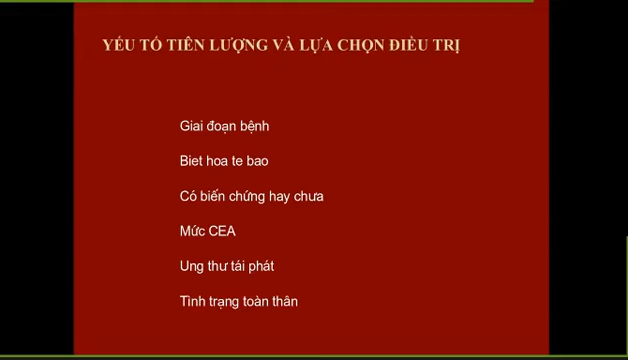 YẾU TỐ TIÊN LƯỢNG VÀ LỰA CHỌN ĐIỀU TRỊ
Giai đoạn bệnh
Biet hoa te bao
Có biến chứng hay chưa
Mức CEA
Ung thư tái phát
Tình trạng toàn thân